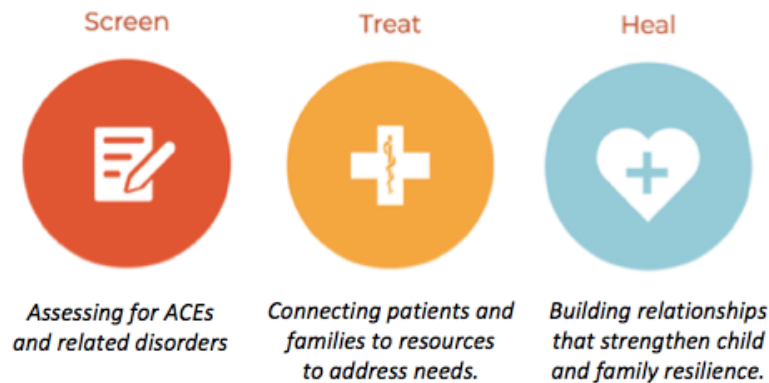 Screen
Treat
Heal
Assessing for ACEs
and related disorders
Connecting patients and
families to resources
to address needs.
Building relationships
that strengthen child
and family resilience.